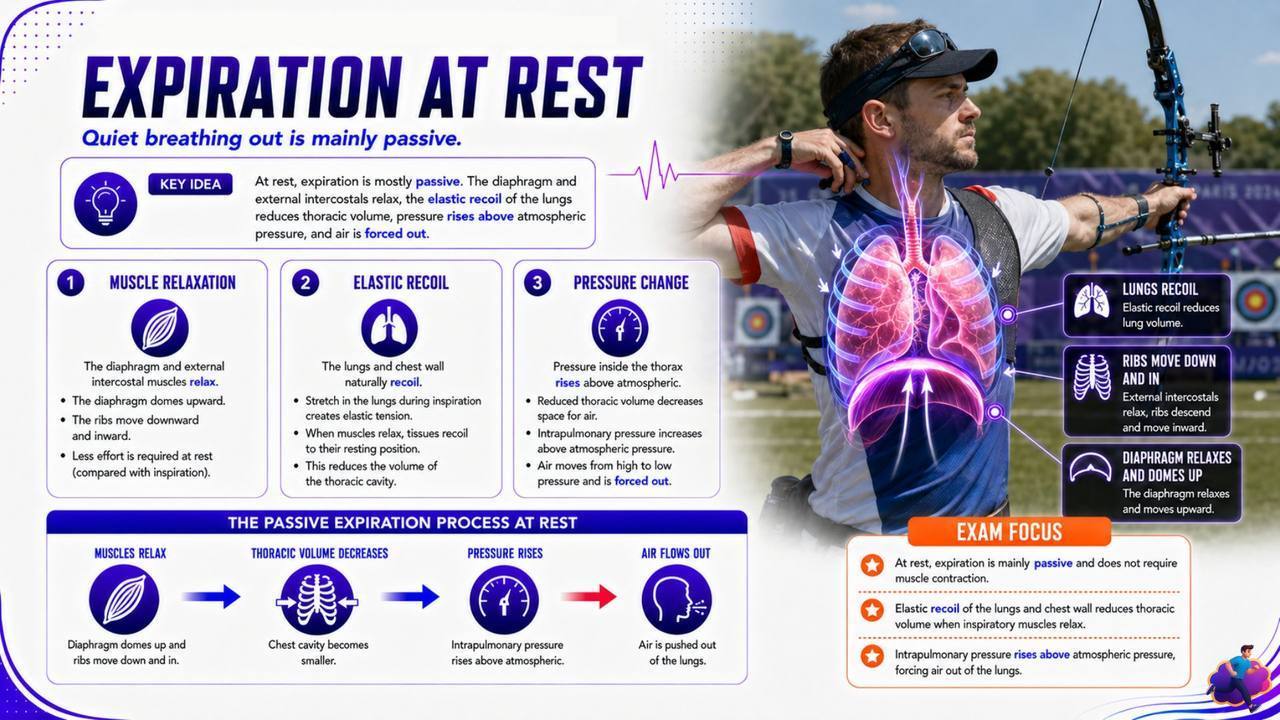 EXPIRATION AT REST
Quiet breathing out is mainly passive.
KEY IDEA
At rest, expiration is mostly passive. The diaphragm and
external intercostals relax, the elastic recoil of the lungs
reduces thoracic volume, pressure rises above atmospheric
pressure, and air is forced out.
1 MUSCLE RELAXATION
The diaphragm and external
intercostal muscles relax.
• The diaphragm domes upward.
• The ribs move downward
and inward.
• Less effort is required at rest
(compared with inspiration).
2 ELASTIC RECOIL
The lungs and chest wall
naturally recoil.
• Stretch in the lungs during inspiration
creates elastic tension.
• When muscles relax, tissues recoil
to their resting position.
• This reduces the volume of
the thoracic cavity.
3 PRESSURE CHANGE
Pressure inside the thorax
rises above atmospheric.
• Reduced thoracic volume decreases
space for air.
• Intrapulmonary pressure increases
above atmospheric pressure.
• Air moves from high to low
pressure and is forced out.
LUNGS RECOIL
Elastic recoil reduces
lung volume.
RIBS MOVE DOWN
AND IN
External intercostals
relax, ribs descend
and move inward.
DIAPHRAGM RELAXES
AND DOMES UP
The diaphragm relaxes
and moves upward.
THE PASSIVE EXPIRATION PROCESS AT REST
MUSCLES RELAX
Diaphragm domes up and
ribs move down and in.
THORACIC VOLUME DECREASES
Chest cavity becomes
smaller.
PRESSURE RISES
Intrapulmonary pressure
rises above atmospheric.
AIR FLOWS OUT
Air is pushed out
of the lungs.
EXAM FOCUS
At rest, expiration is mainly passive and does not require
muscle contraction.
Elastic recoil of the lungs and chest wall reduces thoracic
volume when inspiratory muscles relax.
Intrapulmonary pressure rises above atmospheric pressure,
forcing air out of the lungs.